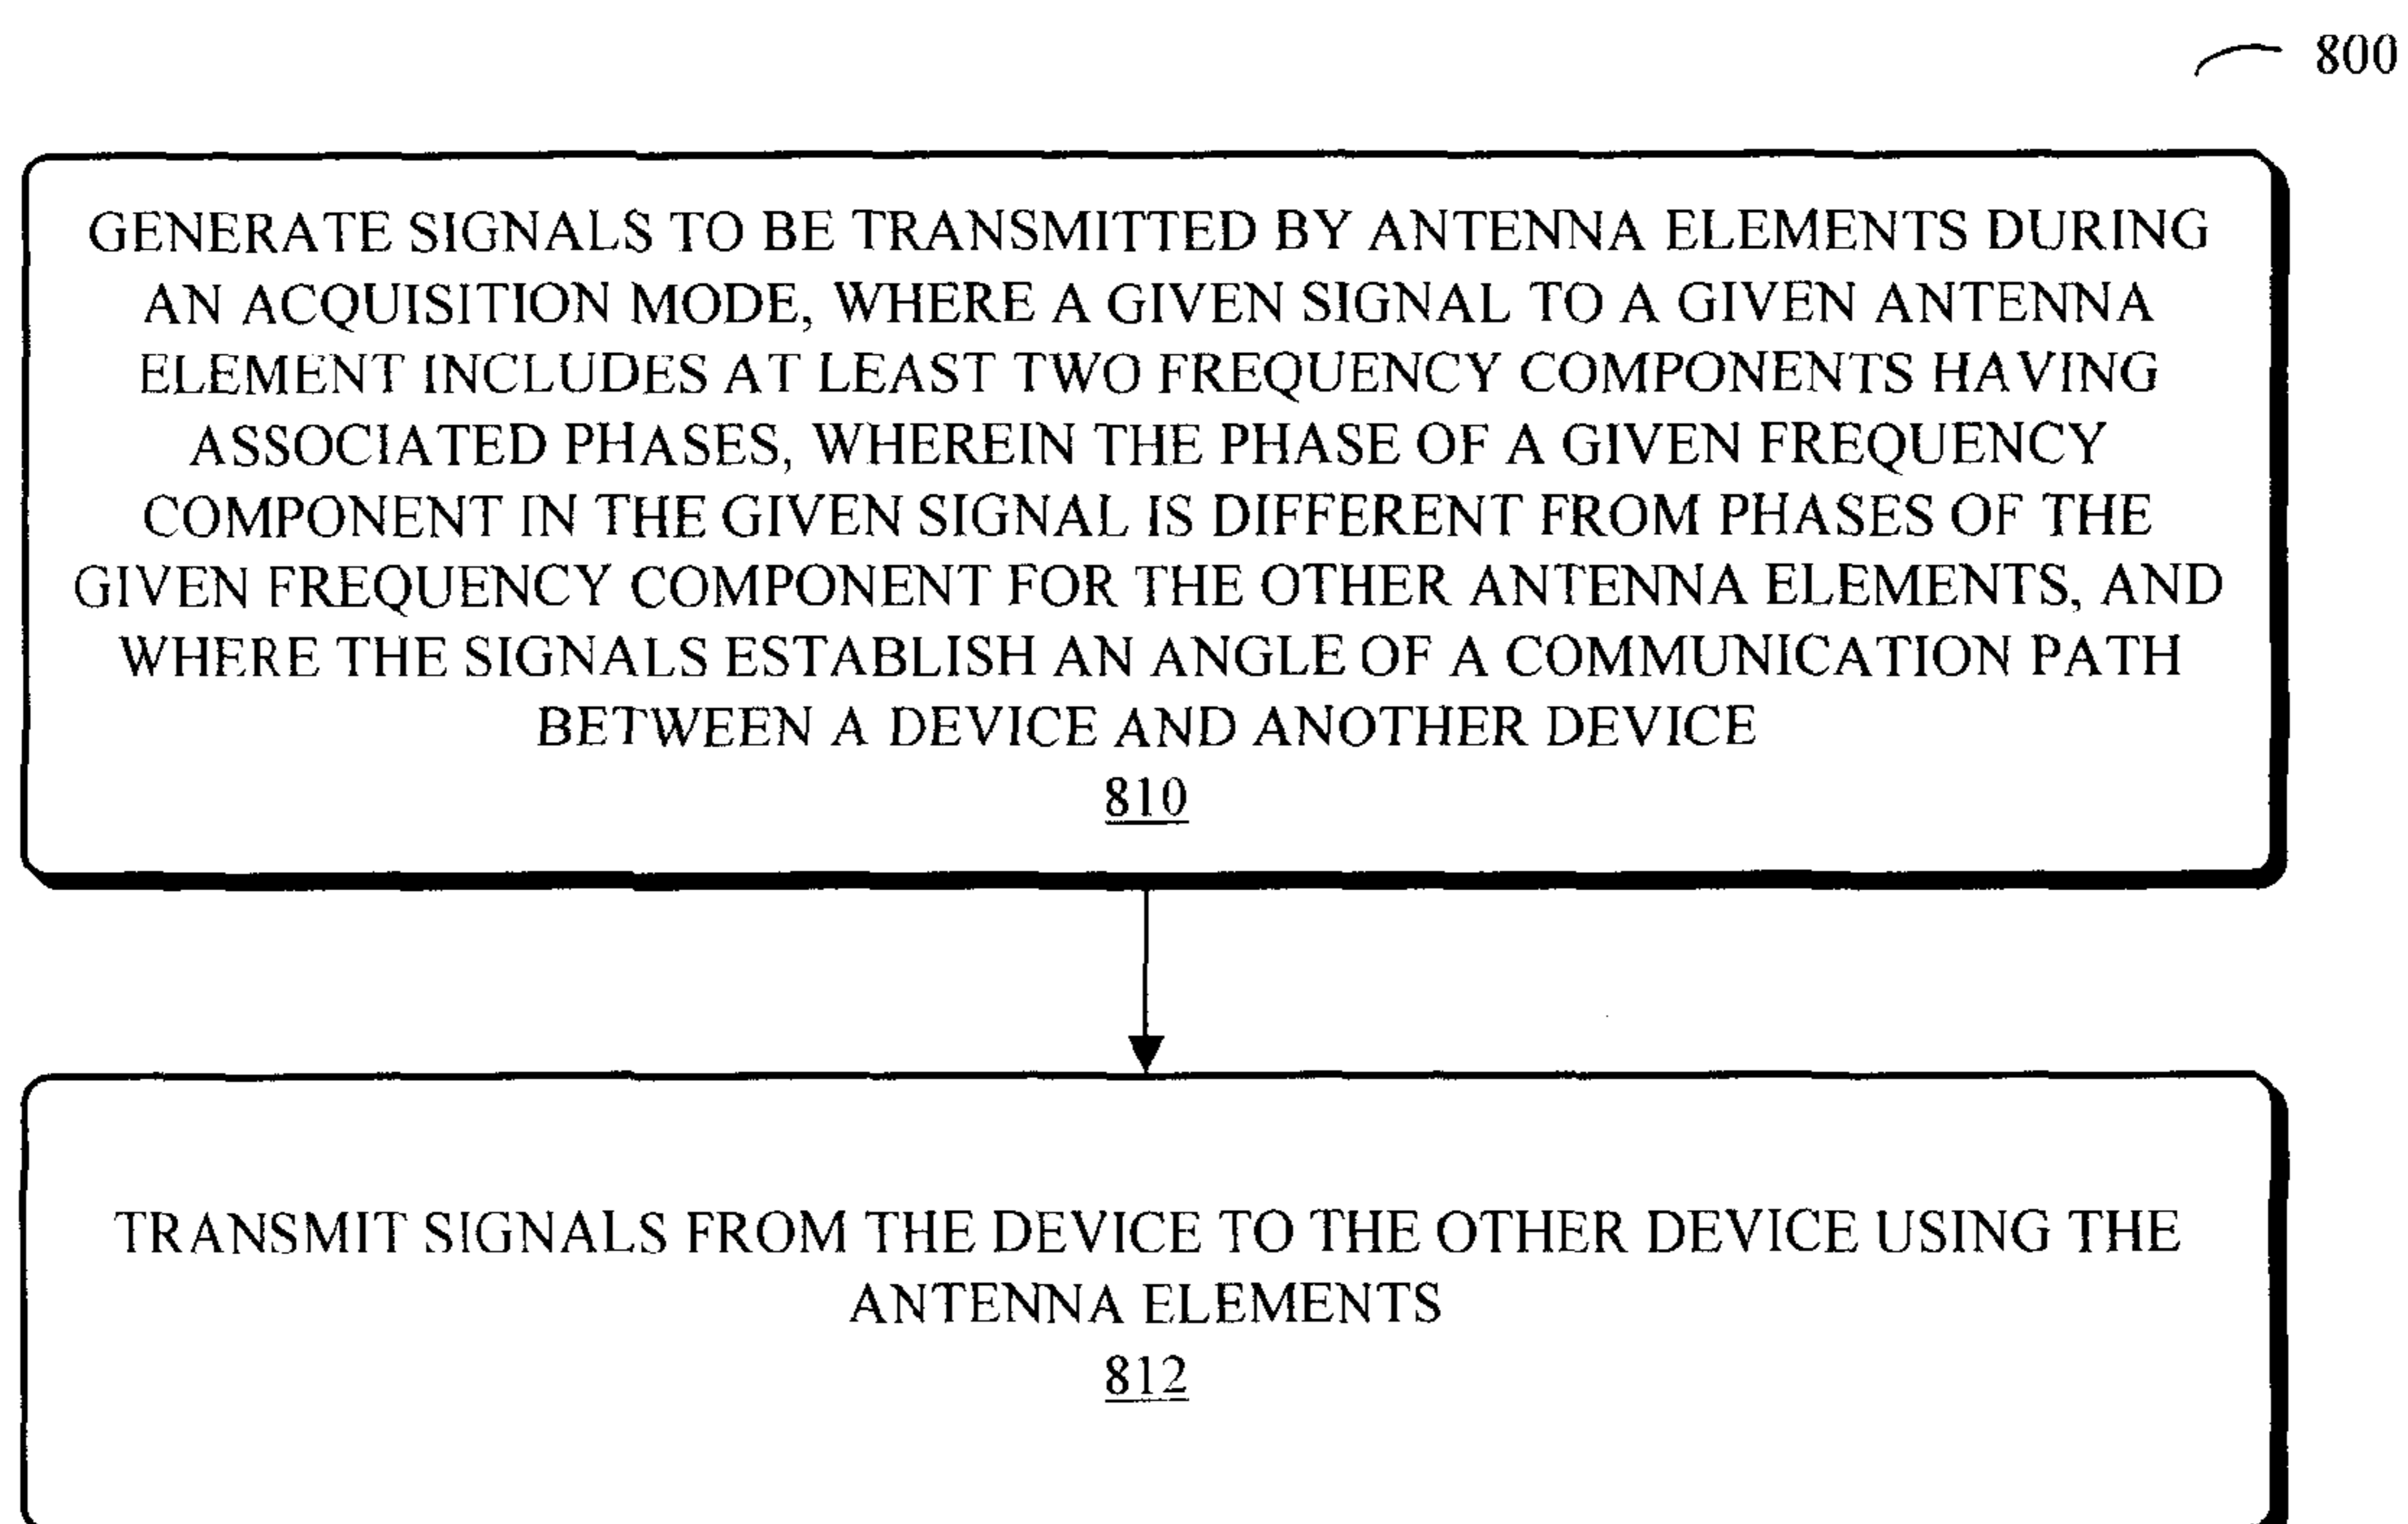 800
GENERATE SIGNALS TO BE TRANSMITTED BY ANTENNA ELEMENTS DURING
AN ACQUISITION MODE, WHERE A GIVEN SIGNAL TO A GIVEN ANTENNA
ELEMENT INCLUDES AT LEAST TWO FREQUENCY COMPONENTS HAVING
ASSOCIATED PHASES, WHEREIN THE PHASE OF A GIVEN FREQUENCY
COMPONENT IN THE GIVEN SIGNAL IS DIFFERENT FROM PHASES OF THE
GIVEN FREQUENCY COMPONENT FOR THE OTHER ANTENNA ELEMENTS, AND
WHERE THE SIGNALS ESTABLISH AN ANGLE OF A COMMUNICATION PATH
BETWEEN A DEVICE AND ANOTHER DEVICE
810
TRANSMIT SIGNALS FROM THE DEVICE TO THE OTHER DEVICE USING THE
ANTENNA ELEMENTS
812